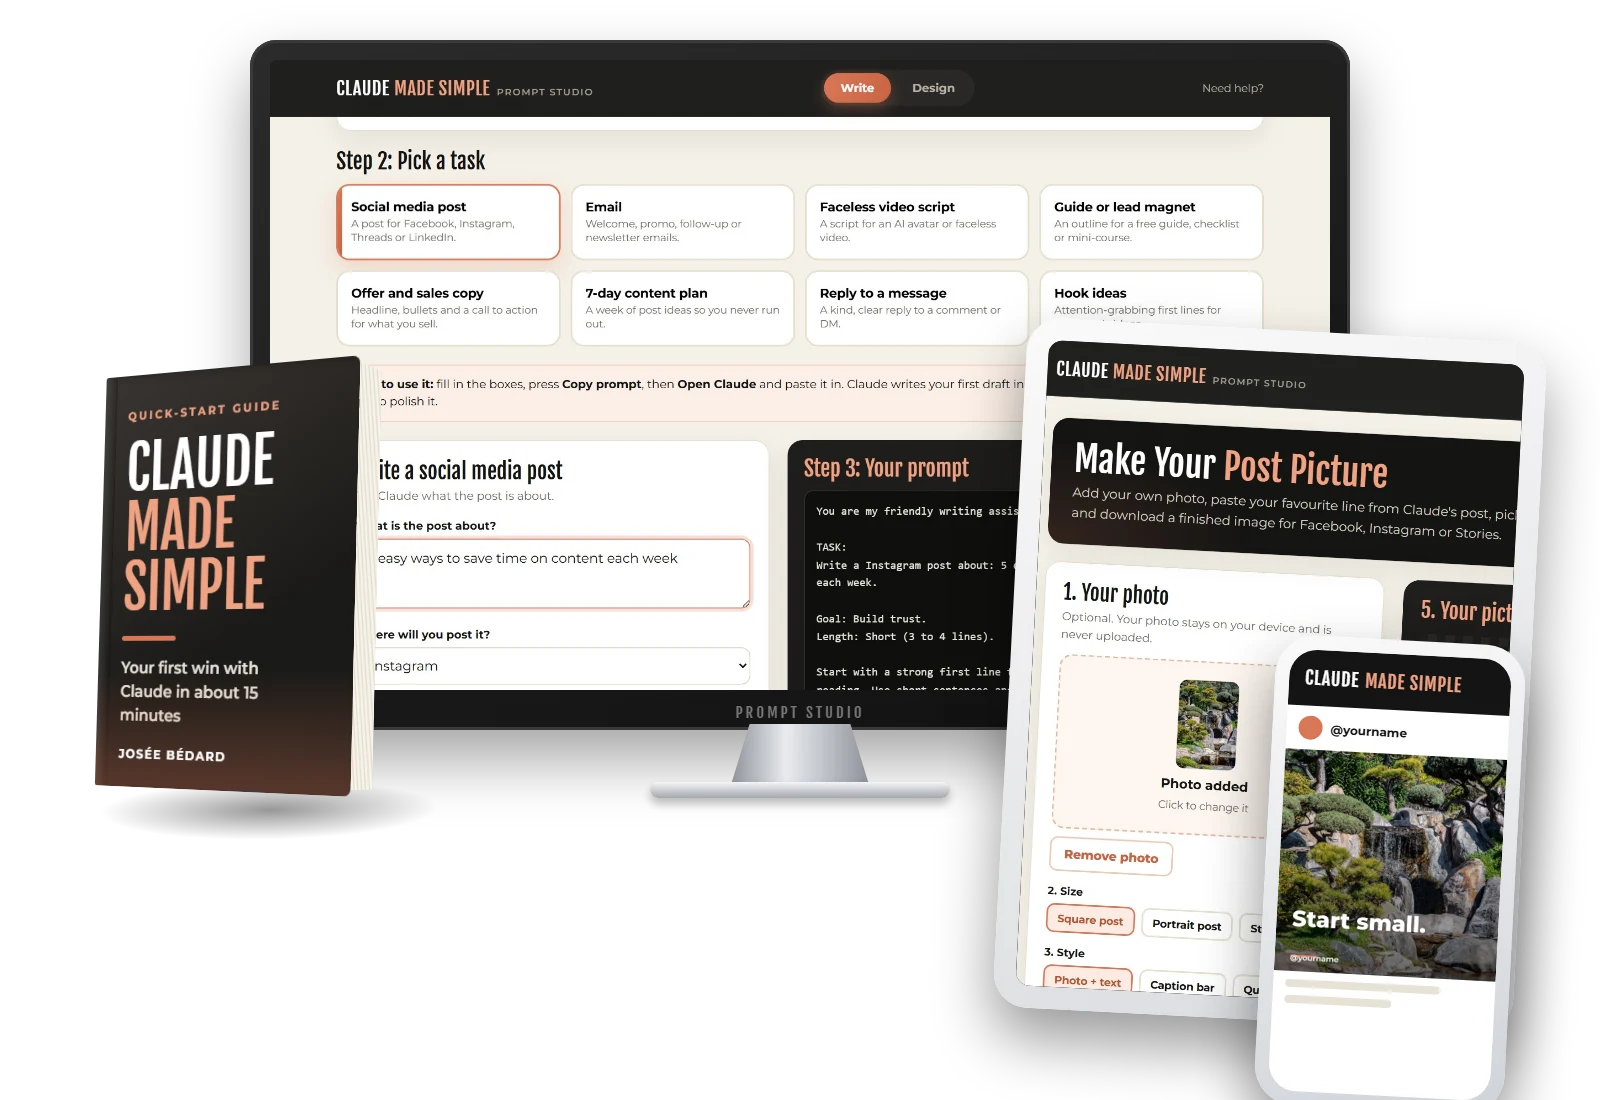 CLAUDE MADE SIMPLE PROMPT STUDIO
Write
Design
Need help?
Step 2: Pick a task
Social media post
A post for Facebook, Instagram,
Threads or LinkedIn.
Email
Welcome, promo, follow-up or
newsletter emails.
Faceless video script
A script for an AI avatar or faceless
video.
Guide or lead magnet
An outline for a free guide, checklist
or mini-course.
Offer and sales copy
Headline, bullets and a call to action
for what you sell.
7-day content plan
A week of post ideas so you never run
out.
Reply to a message
A kind, clear reply to a comment or
DM.
Hook ideas
Attention-grabbing first lines for
to use it: fill in the boxes, press Copy prompt, then Open Claude and paste it in. Claude writes your first draft in
polish it.
a social media post
Claude what the post is about.
is the post about?
easy ways to save time on content each week
will you post it?
nstagram
Step 3: Your prompt
You are my friendly writing assis
TASK:
Write a Instagram post about: 5
each week.
Goal: Build trust.
Length: Short (3 to 4 lines).
Start with a strong first line
PROMPT STUDIO
QUICK-START GUIDE
CLAUDE
MADE
SIMPLE
Your first win with
Claude in about 15
minutes
JOSÉE BÉDARD
CLAUDE MADE SIMPLE PROMPT STUDIO
Make Your Post Picture
Add your own photo, paste your favourite line from Claude's post, pic
and download a finished image for Facebook, Instagram or Stories.
1. Your photo
Optional. Your photo stays on your device and is
never uploaded.
Photo added
Click to change it
Remove photo
2. Size
Square post
Portrait post
St
3. Style
Photo + text
Caption bar
Qu
5. Your pict
CLAUDE MADE SIMPLE
@yourname
Start small.
@yourname